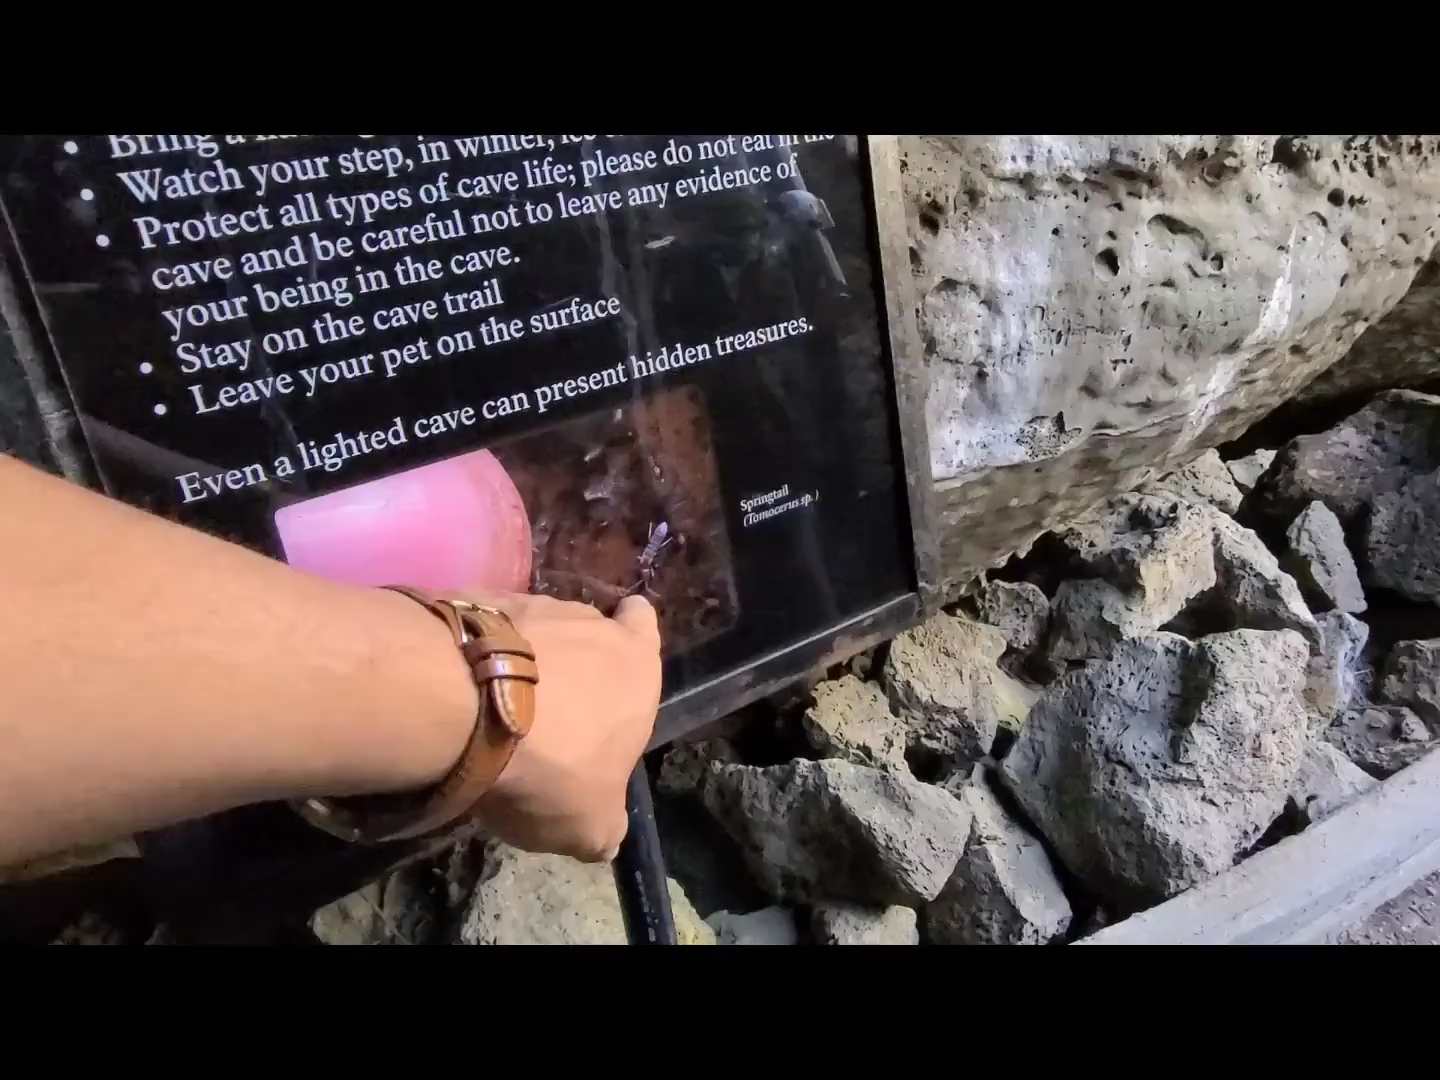 • Bring a
• Watch your step, in winter, ice
• Protect all types of cave life; please do not eat in the
cave and be careful not to leave any evidence of
your being in the cave.
• Stay on the cave trail
• Leave your pet on the surface
Even a lighted cave can present hidden treasures.
Springtail
(Tomocerus sp.)